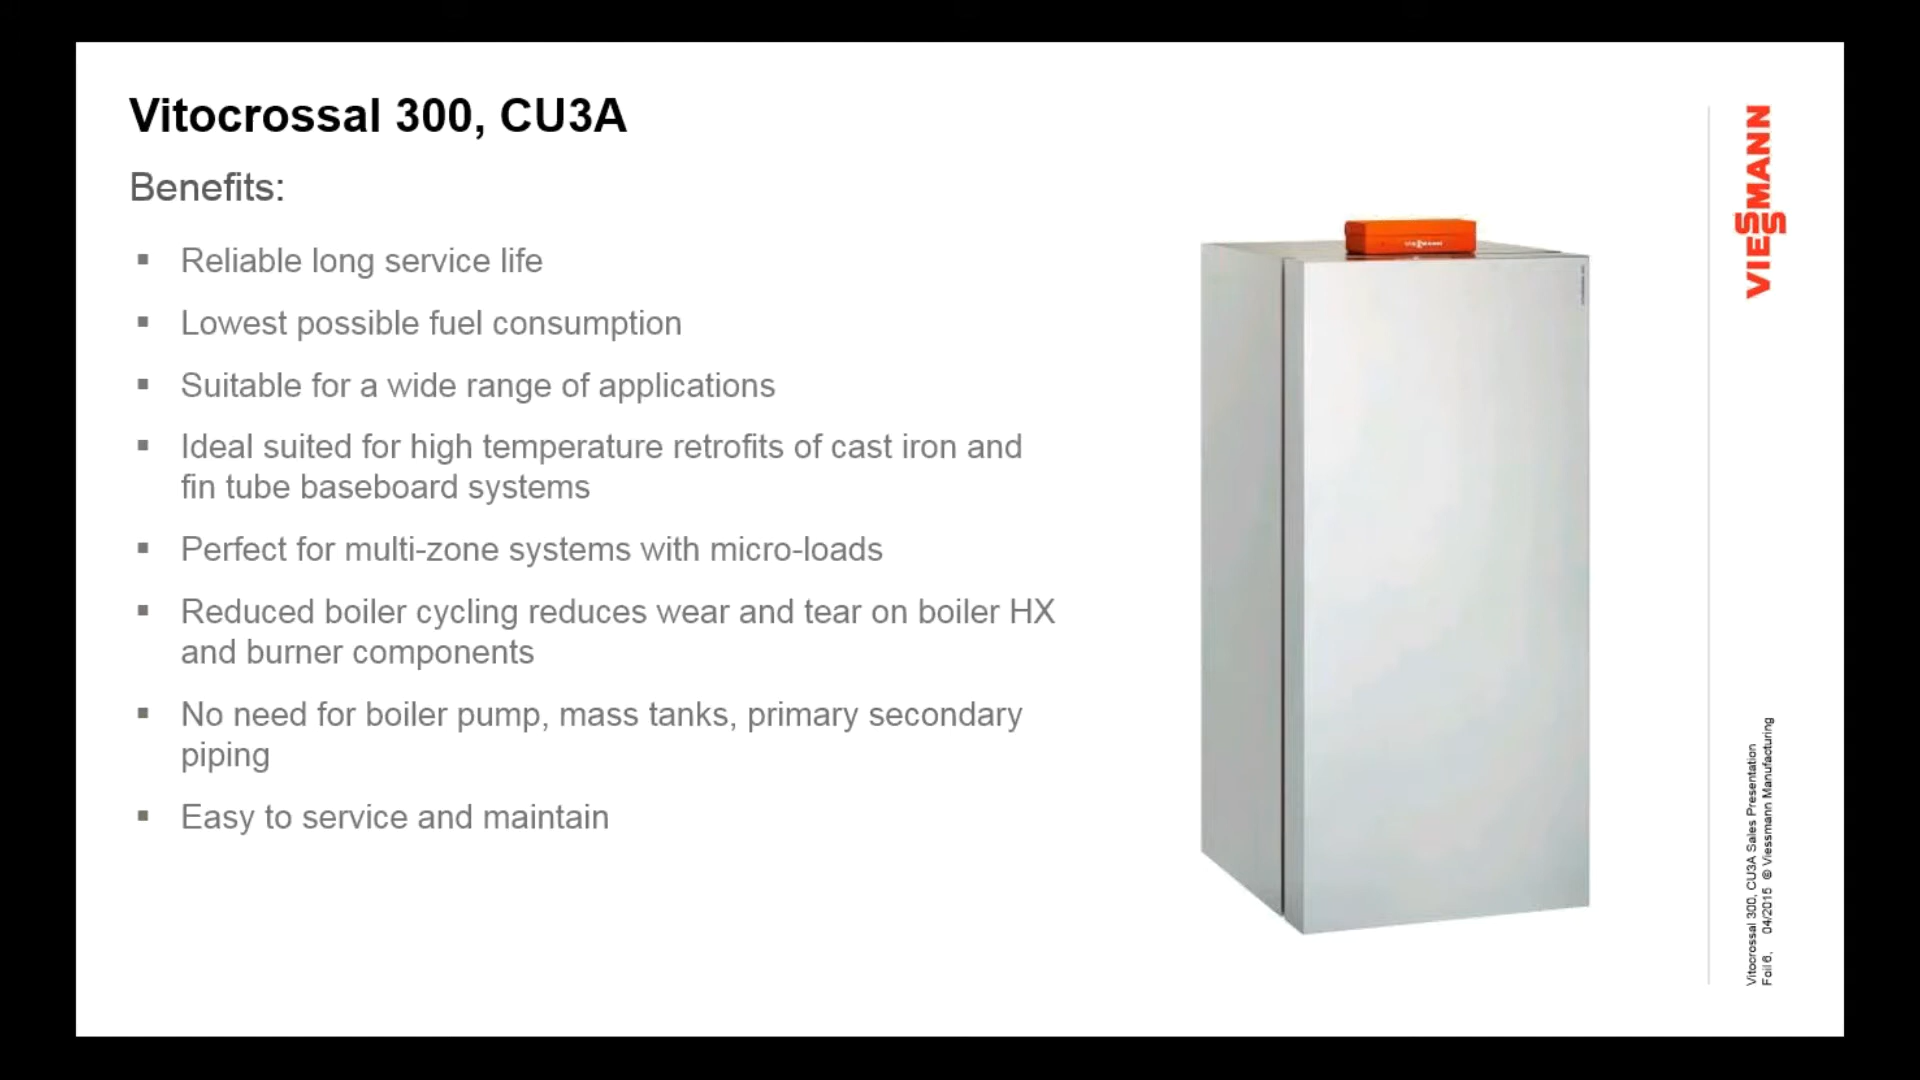 Vitocrossal 300, CU3A
Benefits:
▪ Reliable long service life
▪ Lowest possible fuel consumption
▪ Suitable for a wide range of applications
▪ Ideal suited for high temperature retrofits of cast iron and
fin tube baseboard systems
▪ Perfect for multi-zone systems with micro-loads
▪ Reduced boiler cycling reduces wear and tear on boiler HX
and burner components
▪ No need for boiler pump, mass tanks, primary secondary
piping
▪ Easy to service and maintain
VIESSMANN
VIESSMANN
Vitocrossal 300, CU3A Sales Presentation
Foil 6, 04/2015 © Viessmann Manufacturing